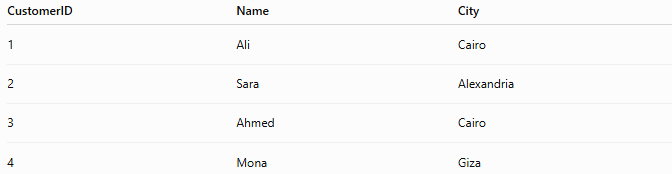 CustomerID Name City
1 Ali Cairo
2 Sara Alexandria
3 Ahmed Cairo
4 Mona Giza